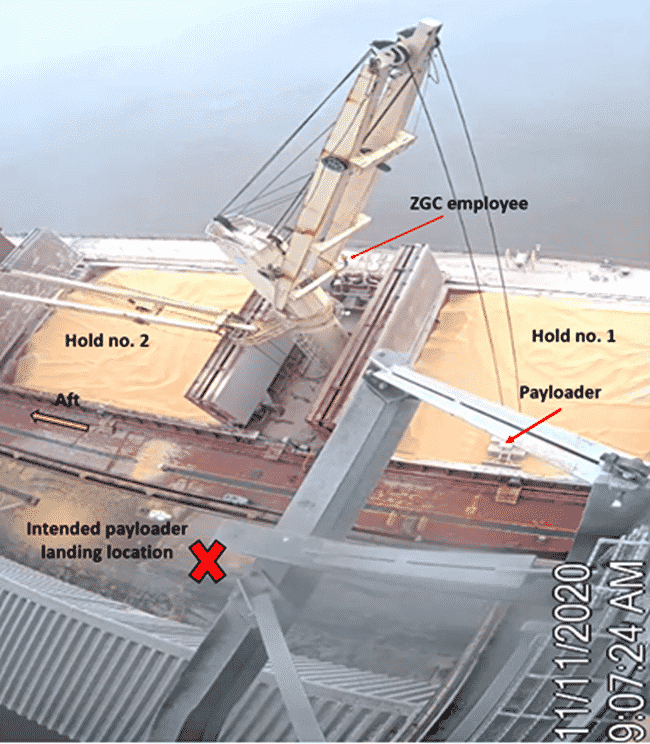 ZGC employee
Hold no. 2
Hold no. 1
Aft
Payloader
Intended payloader
landing location
11/11/2020
9:07:24 AM